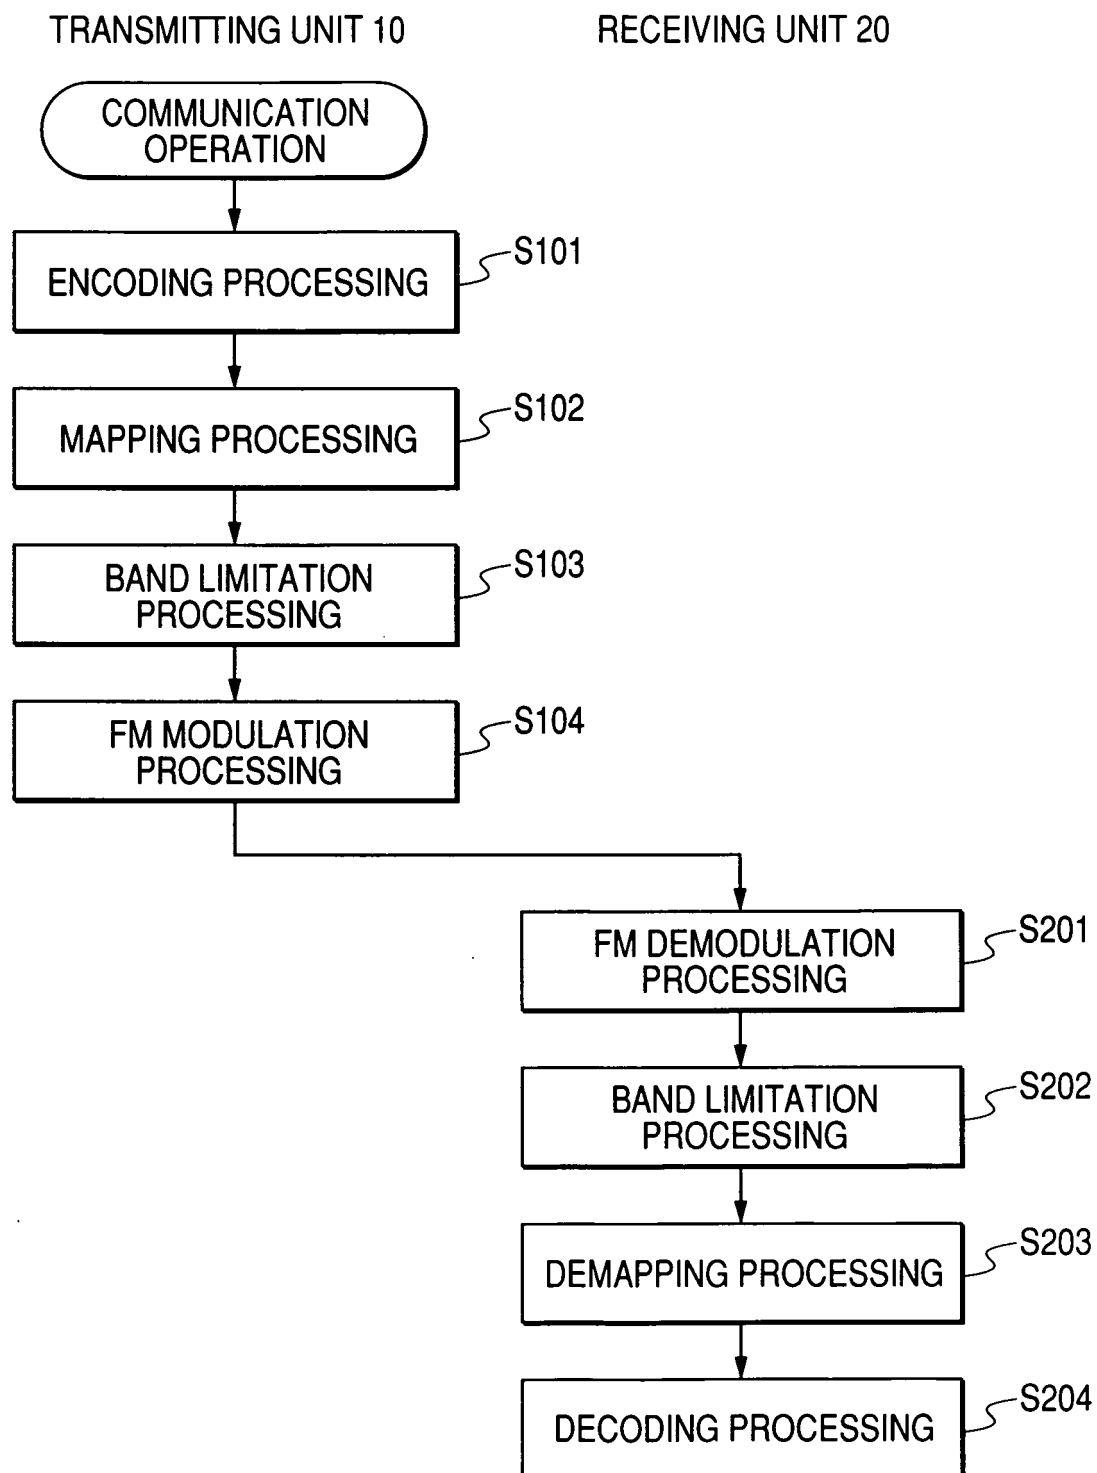 TRANSMITTING UNIT 10
RECEIVING UNIT 20
COMMUNICATION
OPERATION
ENCODING PROCESSING
S101
MAPPING PROCESSING
S102
BAND LIMITATION
PROCESSING
S103
FM MODULATION
PROCESSING
S104
FM DEMODULATION
PROCESSING
S201
BAND LIMITATION
PROCESSING
S202
DEMAPPING PROCESSING
S203
DECODING PROCESSING
S204